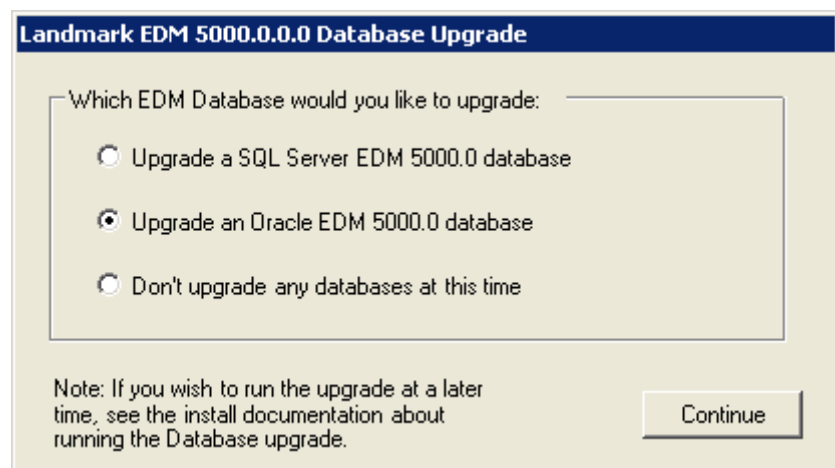 Landmark EDM 5000.0.0.0 Database Upgrade
Which EDM Database would you like to upgrade:
Upgrade a SQL Server EDM 5000.0 database
Upgrade an Oracle EDM 5000.0 database
Don't upgrade any databases at this time
Note: If you wish to run the upgrade at a later
time, see the install documentation about
running the Database upgrade.
Continue